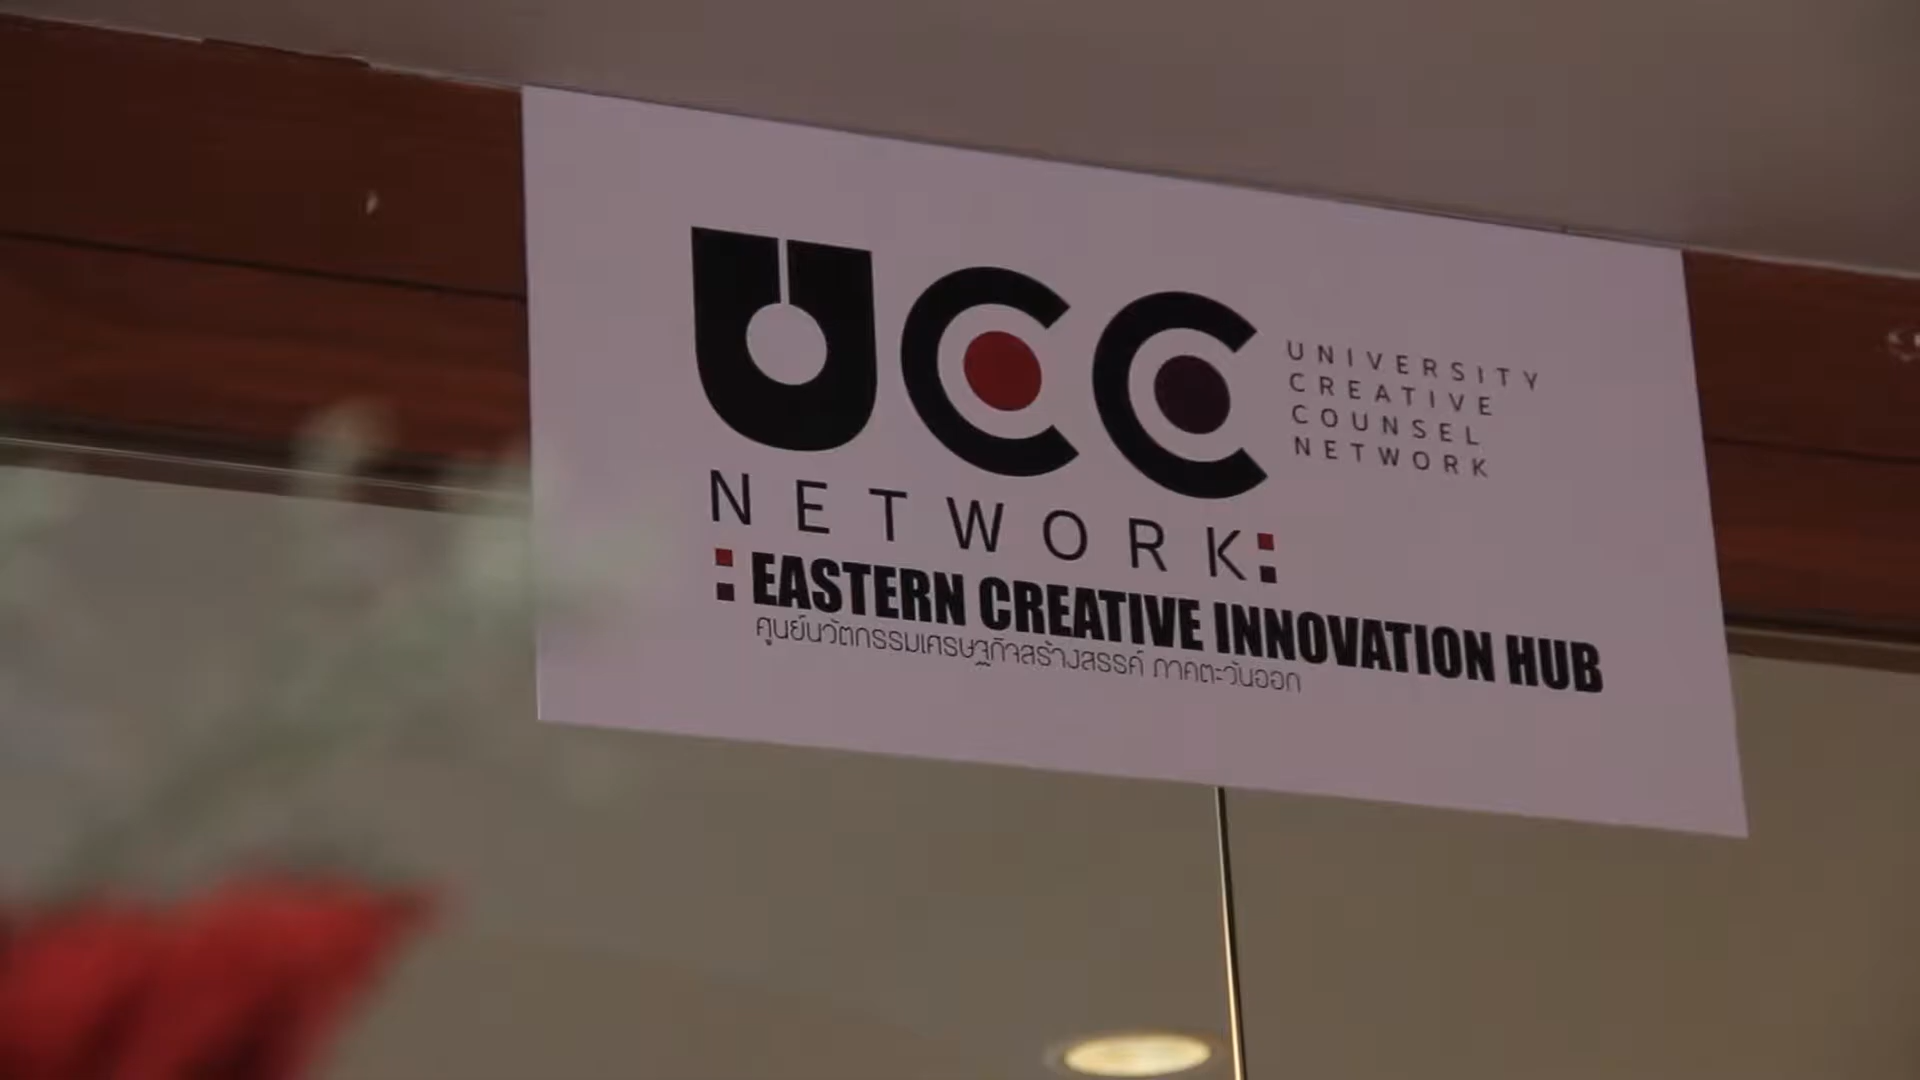 UCC
UNIVERSITY
CREATIVE
COUNSEL
NETWORK
NETWORK:
: EASTERN CREATIVE INNOVATION HUB
ศูนย์นวัตกรรมเศรษฐกิจสร้างสรรค์ ภาคตะวันออก